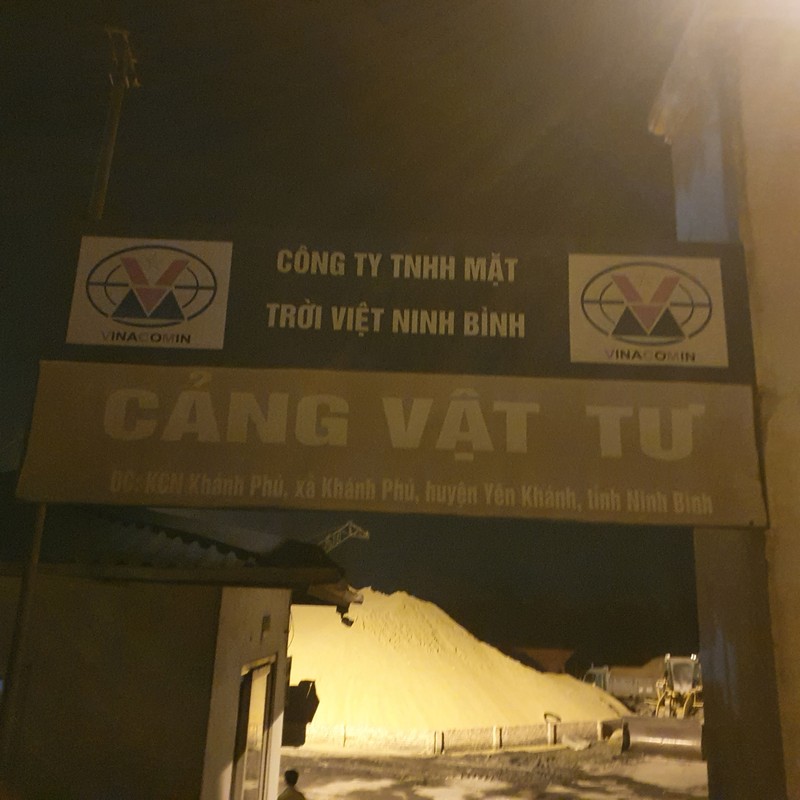 CÔNG TY TNHH MẶT
TRỜI VIỆT NINH BÌNH
VINACOMIN
VINACOMIN
CẢNG VẬT TƯ
ĐC: KCN Khánh Phú, xã Khánh Phú, huyện Yên Khánh, tỉnh Ninh Bình